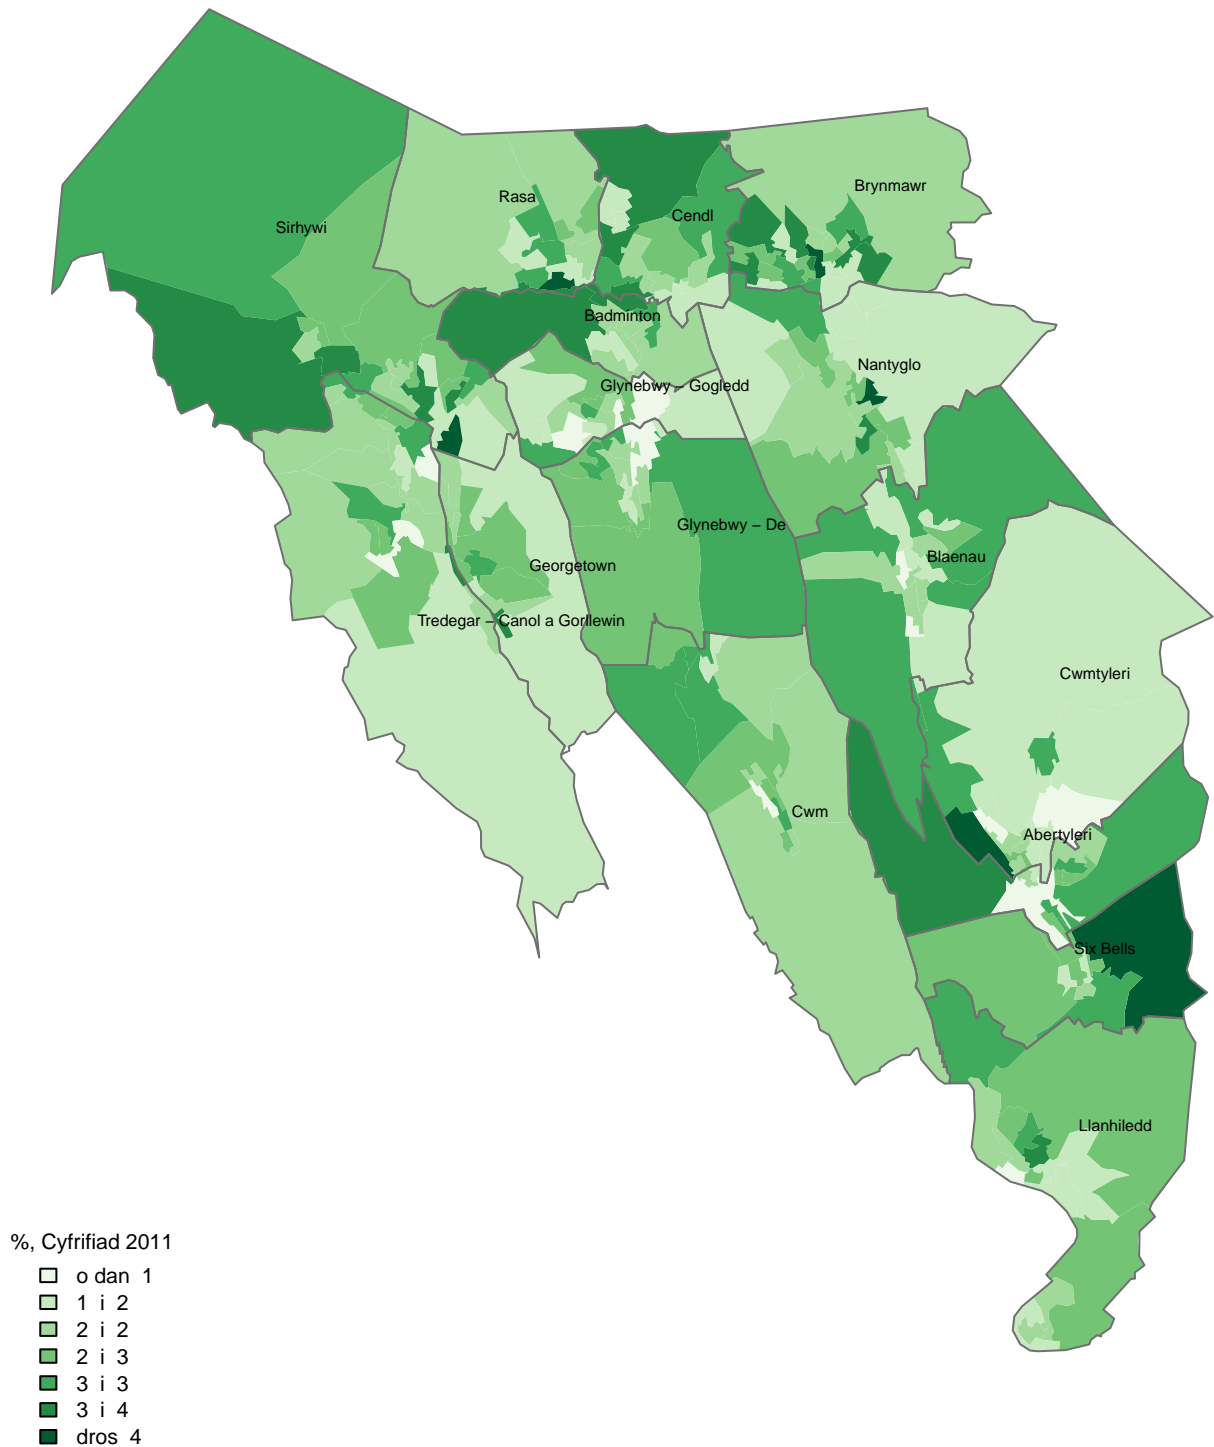 Brynmawr
Rasa
Cendl
Sirhywi
Badminton
Nantyglo
Glynebwy – Gogledd
Glynebwy – De
Blaenau
Georgetown
Tredegar – Canol a Gorllewin
Cwmtyleri
Cwm
Abertyleri
Six Bells
Llanhiledd
%, Cyfrifiad 2011
o dan 1
1 i 2
2 i 2
2 i 3
3 i 3
3 i 4
dros 4